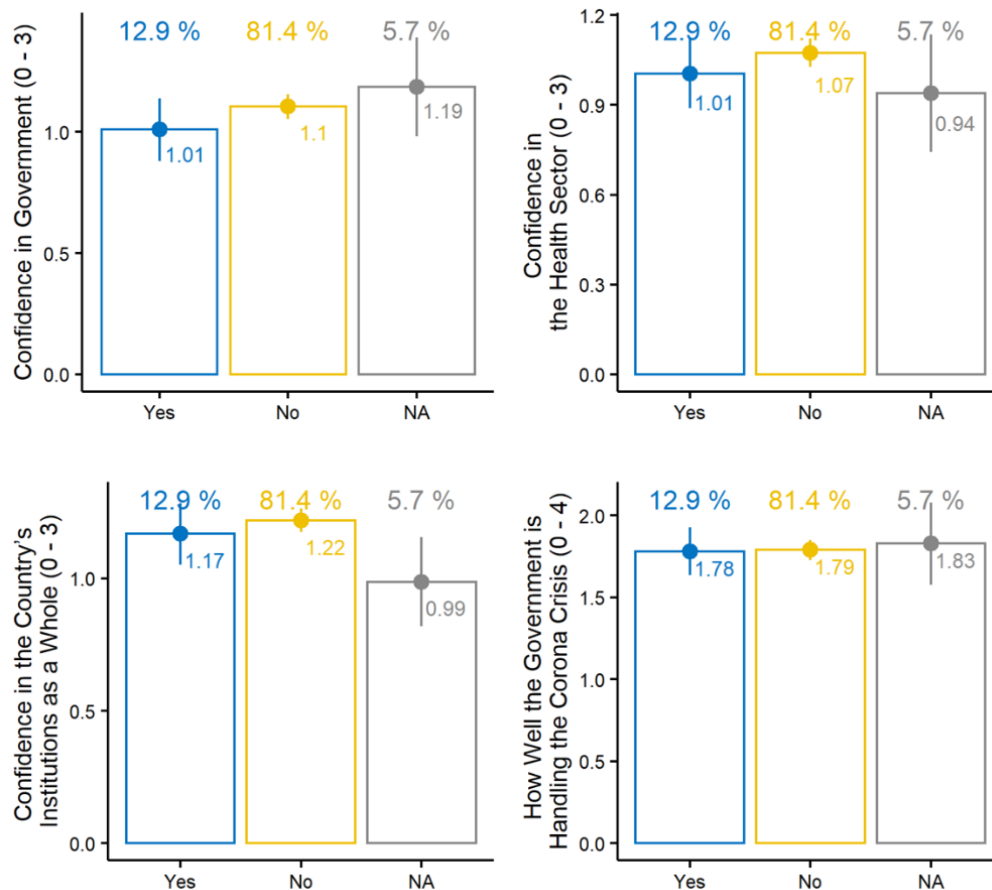 Confidence in Government (0 - 3)
12.9 %
81.4 %
5.7 %
1.0
0.5
0.0
1.01
1.1
1.19
Yes
No
NA
Confidence in
the Health Sector (0 - 3)
12.9 %
81.4 %
5.7 %
1.2
0.9
0.6
0.3
0.0
1.01
1.07
0.94
Yes
No
NA
Confidence in the Country's
Institutions as a Whole (0 - 3)
12.9 %
81.4 %
5.7 %
1.0
0.5
0.0
1.17
1.22
0.99
Yes
No
NA
How Well the Government is
Handling the Corona Crisis (0 - 4)
12.9 %
81.4 %
5.7 %
2.0
1.5
1.0
0.5
0.0
1.78
1.79
1.83
Yes
No
NA